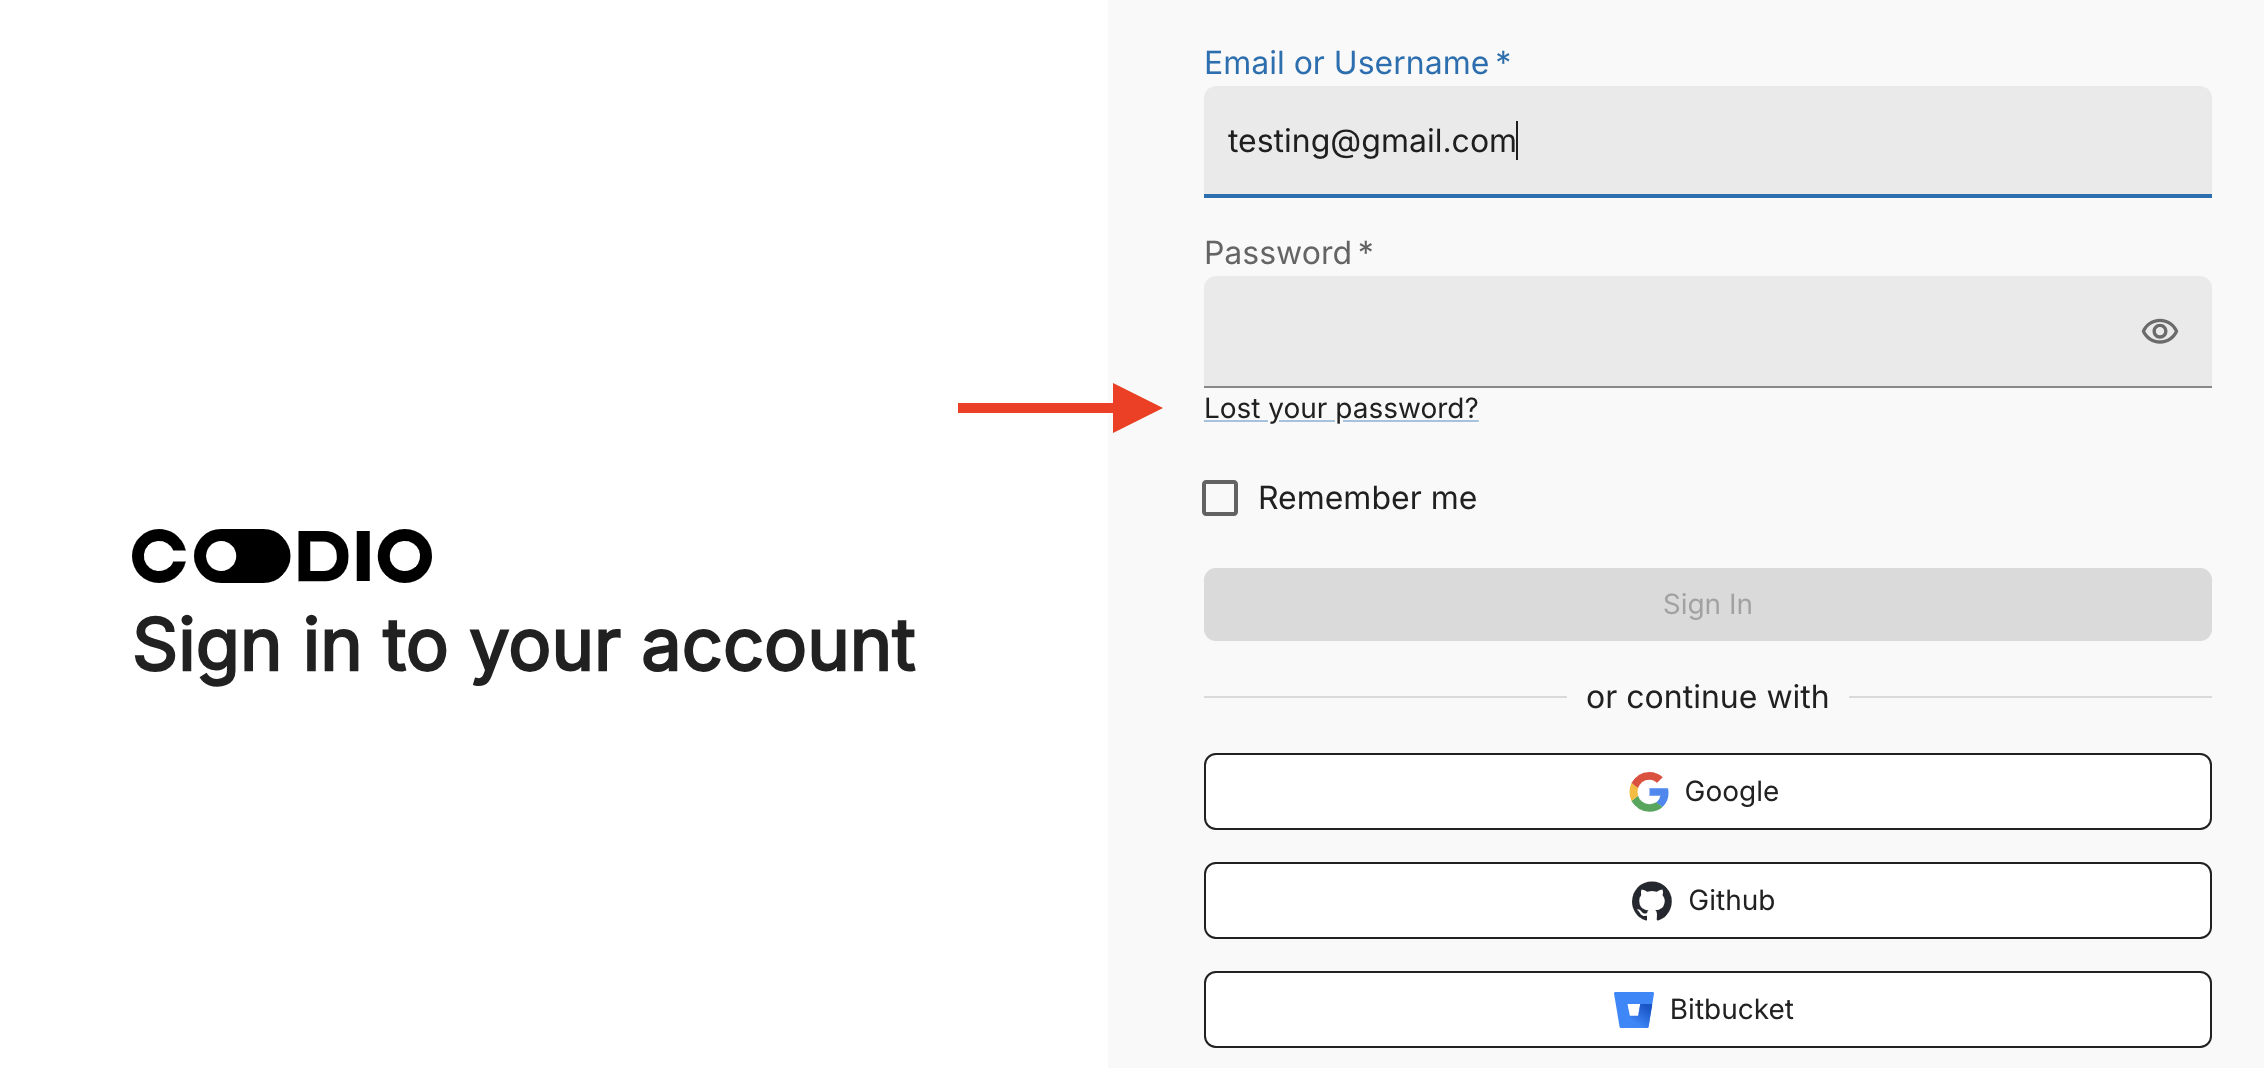 CODIO
Sign in to your account
Email or Username *
testing@gmail.com
Password *
Lost your password?
Remember me
Sign In
or continue with
Google
Github
Bitbucket